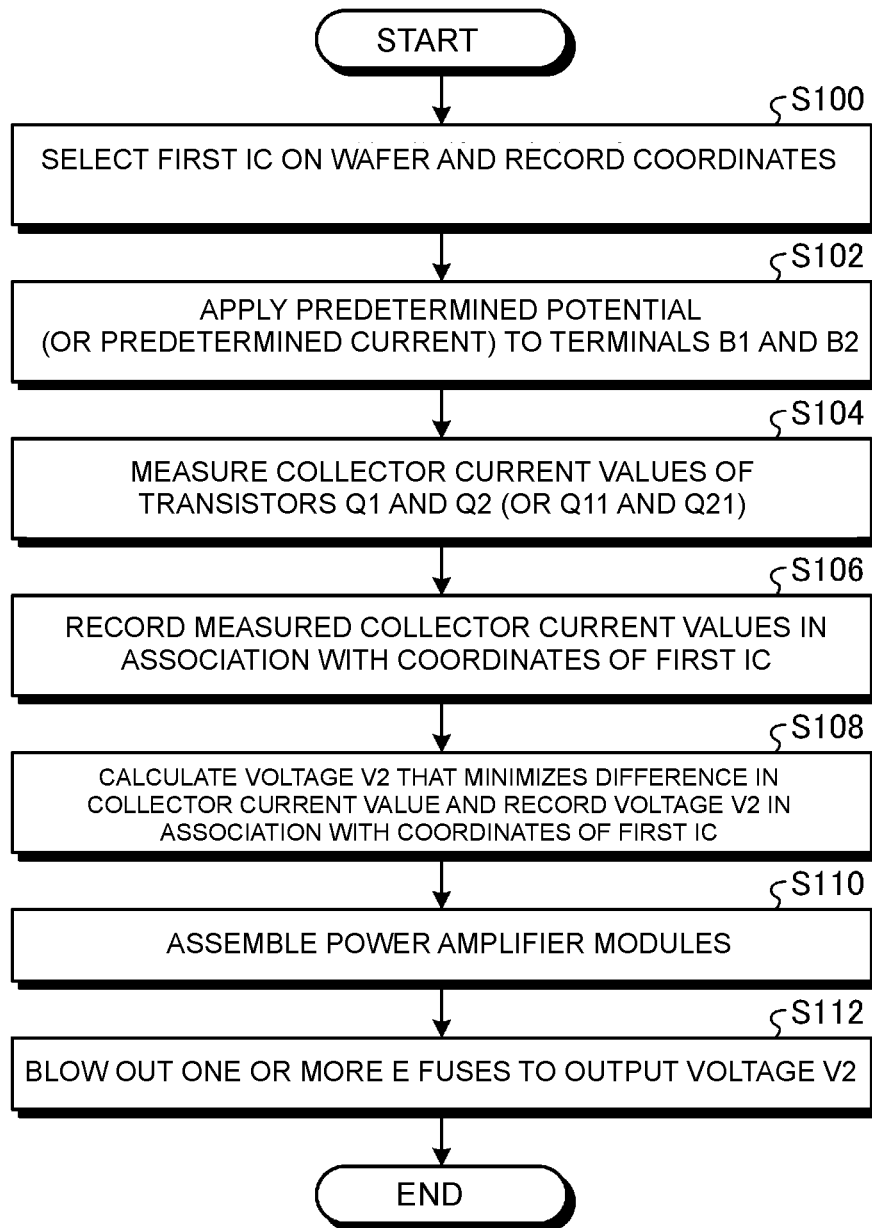 START
S100
SELECT FIRST IC ON WAFER AND RECORD COORDINATES
S102
APPLY PREDETERMINED POTENTIAL
(OR PREDETERMINED CURRENT) TO TERMINALS B1 AND B2
S104
MEASURE COLLECTOR CURRENT VALUES OF
TRANSISTORS Q1 AND Q2 (OR Q11 AND Q21)
S106
RECORD MEASURED COLLECTOR CURRENT VALUES IN
ASSOCIATION WITH COORDINATES OF FIRST IC
S108
CALCULATE VOLTAGE V2 THAT MINIMIZES DIFFERENCE IN
COLLECTOR CURRENT VALUE AND RECORD VOLTAGE V2 IN
ASSOCIATION WITH COORDINATES OF FIRST IC
S110
ASSEMBLE POWER AMPLIFIER MODULES
S112
BLOW OUT ONE OR MORE E FUSES TO OUTPUT VOLTAGE V2
END